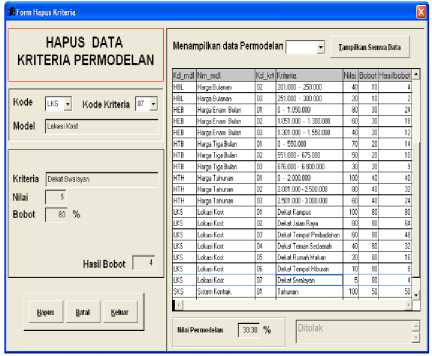 Form Hapus Kriteria
HAPUS DATA
KRITERIA PERMODELAN
Kode LKS Kode Kriteria 07
Model Lokasi Kost
Kriteria Dekat Swalayan
Nilai 5
Bobot 80 %
Hasil Bobot 4
Hapus Batal Keluar
Menampilkan data Permodelan Tampilkan Semua Data
Kd_mdl Nm_mdl Kd_krt Kriteria Nilai Bobot Hasilbobot
HBL Harga Bulanan 02 201.000 - 250.000 40 10 4
HBL Harga Bulanan 03 251.000 - 300.000 20 10 2
HEB Harga Enam Bulan 01 0 - 1.050.000 80 30 24
HEB Harga Enam Bulan 02 1.051.000 - 1.300.000 60 30 18
HEB Harga Enam Bulan 03 1.301.000 - 1.550.000 40 30 12
HTB Harga Tiga Bulan 01 0 - 550.000 70 20 14
HTB Harga Tiga Bulan 02 551.000 - 675.000 50 20 10
HTB Harga Tiga Bulan 03 676.000 - 800.000 30 20
HTH Harga Tahunan 01 0 - 2.000.000 100 40 40
HTH Harga Tahunan 02 2.001.000 - 2.500.000 80 40 32
HTH Harga Tahunan 03 2.501.000 - 3.000.000 60 40 24
LKS Lokasi Kost 01 Dekat Kampus 100 80 80
LKS Lokasi Kost 02 Dekat Jalan Raya 80 80 64
LKS Lokasi Kost 03 Dekat Tempat Peribadahan 60 80 48
LKS Lokasi Kost 04 Dekat Taman Sedamah 40 80 32
LKS Lokasi Kost 05 Dekat Rumah Makan 20 80 16
LKS Lokasi Kost 06 Dekat Tempat Hiburan 10 80 8
LKS Lokasi Kost 07 Dekat Swalayan 5 80 4
SKS Sistem Kontrak 01 Tahunan 100 50 50
Nilai Permodelan 30.38 % Ditolak